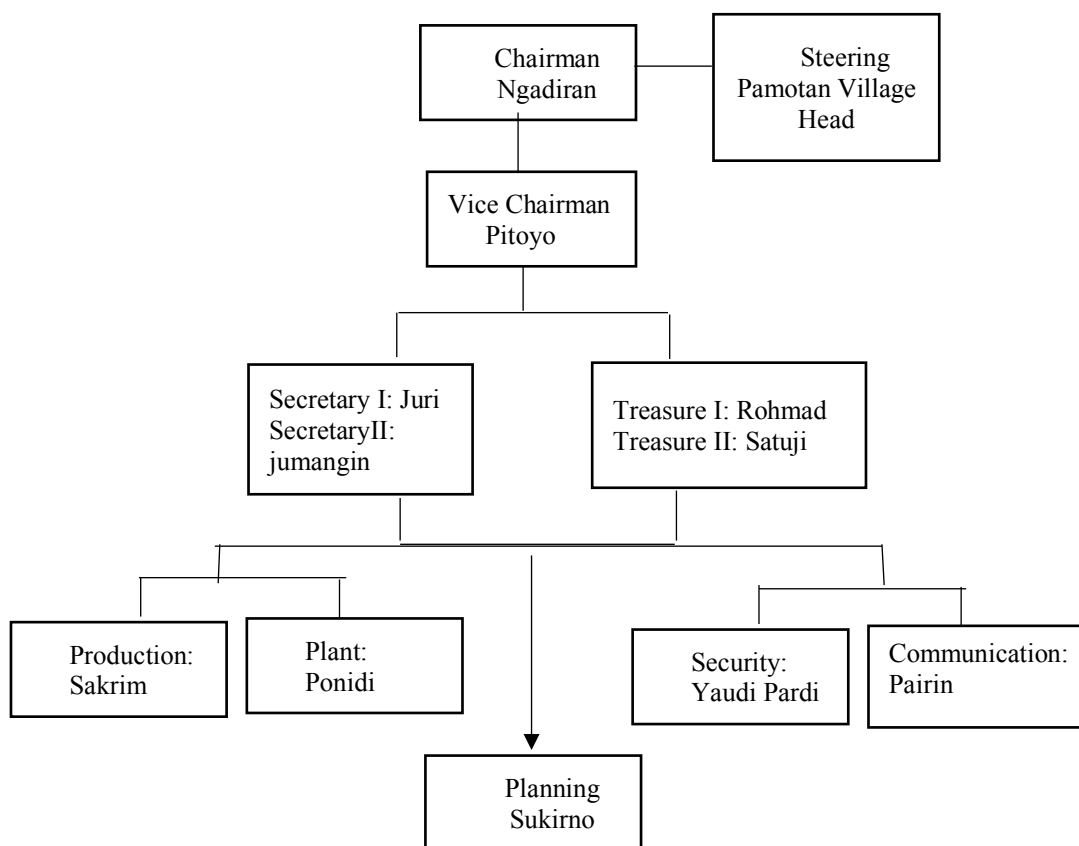 Chairman
Ngadiran
Steering
Pamotan Village
Head
Vice Chairman
Pitoyo
Secretary I: Juri
SecretaryII:
jumangin
Treasure I: Rohmad
Treasure II: Satuji
Production:
Sakrim
Plant:
Ponidi
Security:
Yaudi Pardi
Communication:
Pairin
Planning
Sukirno